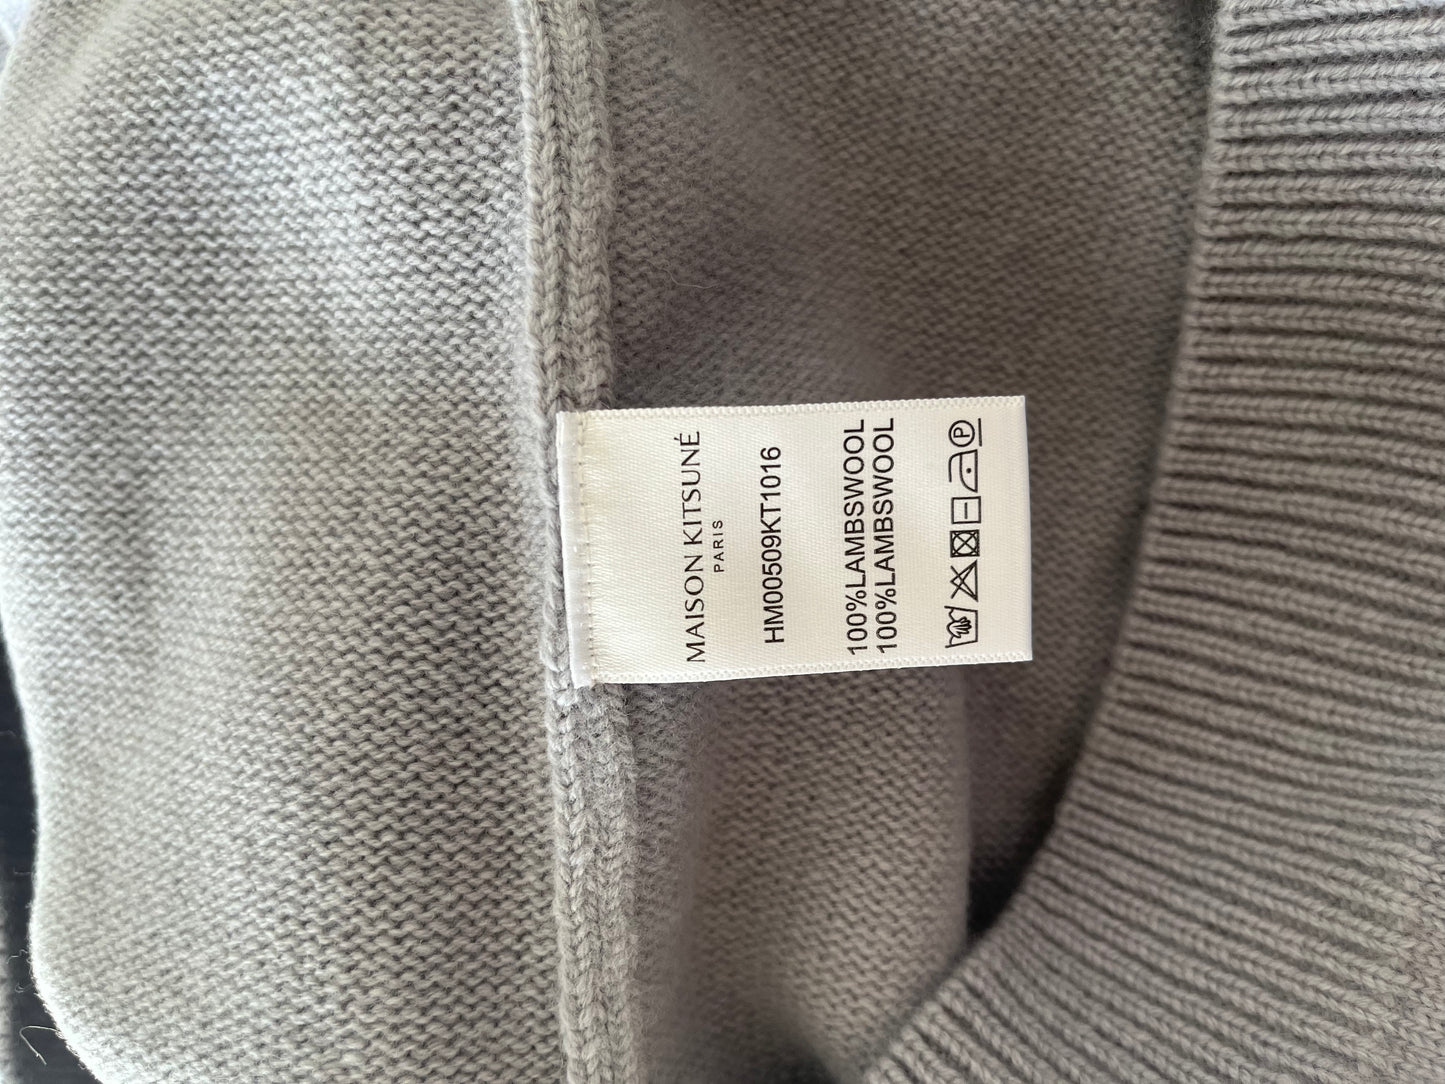 MAISON KITSUNÉ
PARIS
HM00509KT1016
100%LAMBSWOOL
100%LAMBSWOOL
P